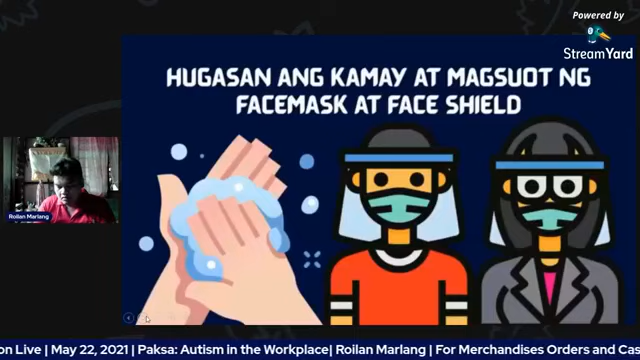 Powered by
StreamYard
HUGASAN ANG KAMAY AT MAGSUOT NG
FACEMASK AT FACE SHIELD
Roilan Marlang
on Live | May 22, 2021 | Paksa: Autism in the Workplace| Roilan Marlang | For Merchandises Orders and Cas